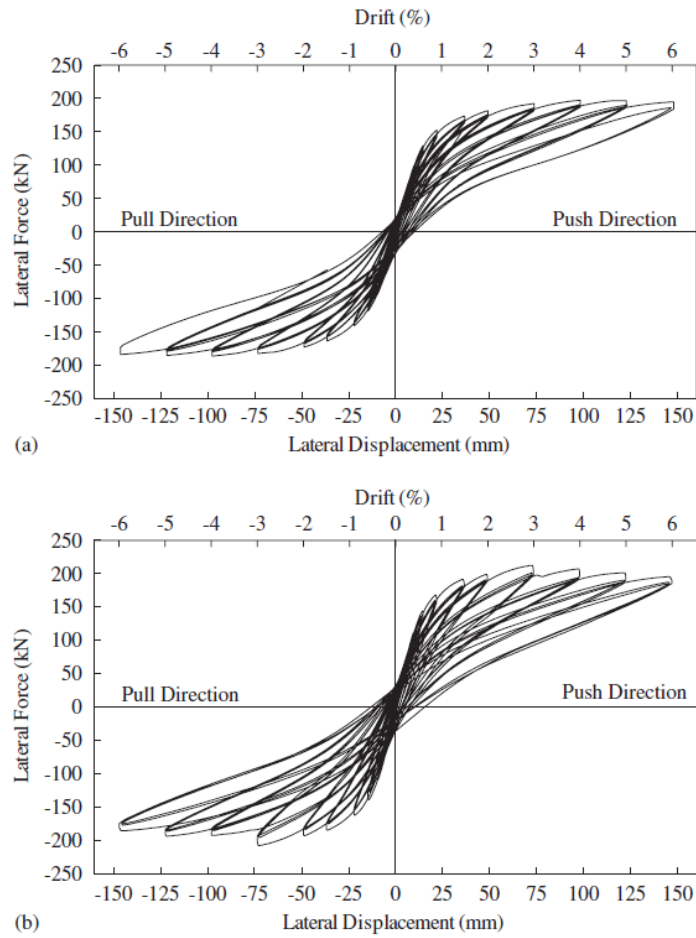 Drift (%)
-6 -5 -4 -3 -2 -1 0 1 2 3 4 5 6
250
200
150
100
50
0
-50
-100
-150
-200
-250
Lateral Force (kN)
Pull Direction Push Direction
-150 -125 -100 -75 -50 -25 0 25 50 75 100 125 150
(a) Lateral Displacement (mm)
Drift (%)
-6 -5 -4 -3 -2 -1 0 1 2 3 4 5 6
250
200
150
100
50
0
-50
-100
-150
-200
-250
Lateral Force (kN)
Pull Direction Push Direction
-150 -125 -100 -75 -50 -25 0 25 50 75 100 125 150
(b) Lateral Displacement (mm)